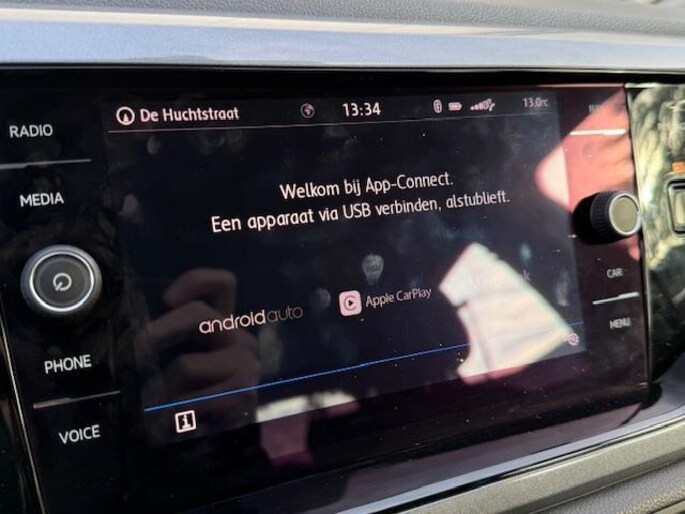 RADIO
MEDIA
PHONE
VOICE
De Huchtstraat
13:34
13.0°C
Welkom bij App-Connect.
Een apparaat via USB verbinden, alstublieft.
androidauto
Apple CarPlay
i
CAR
MENU